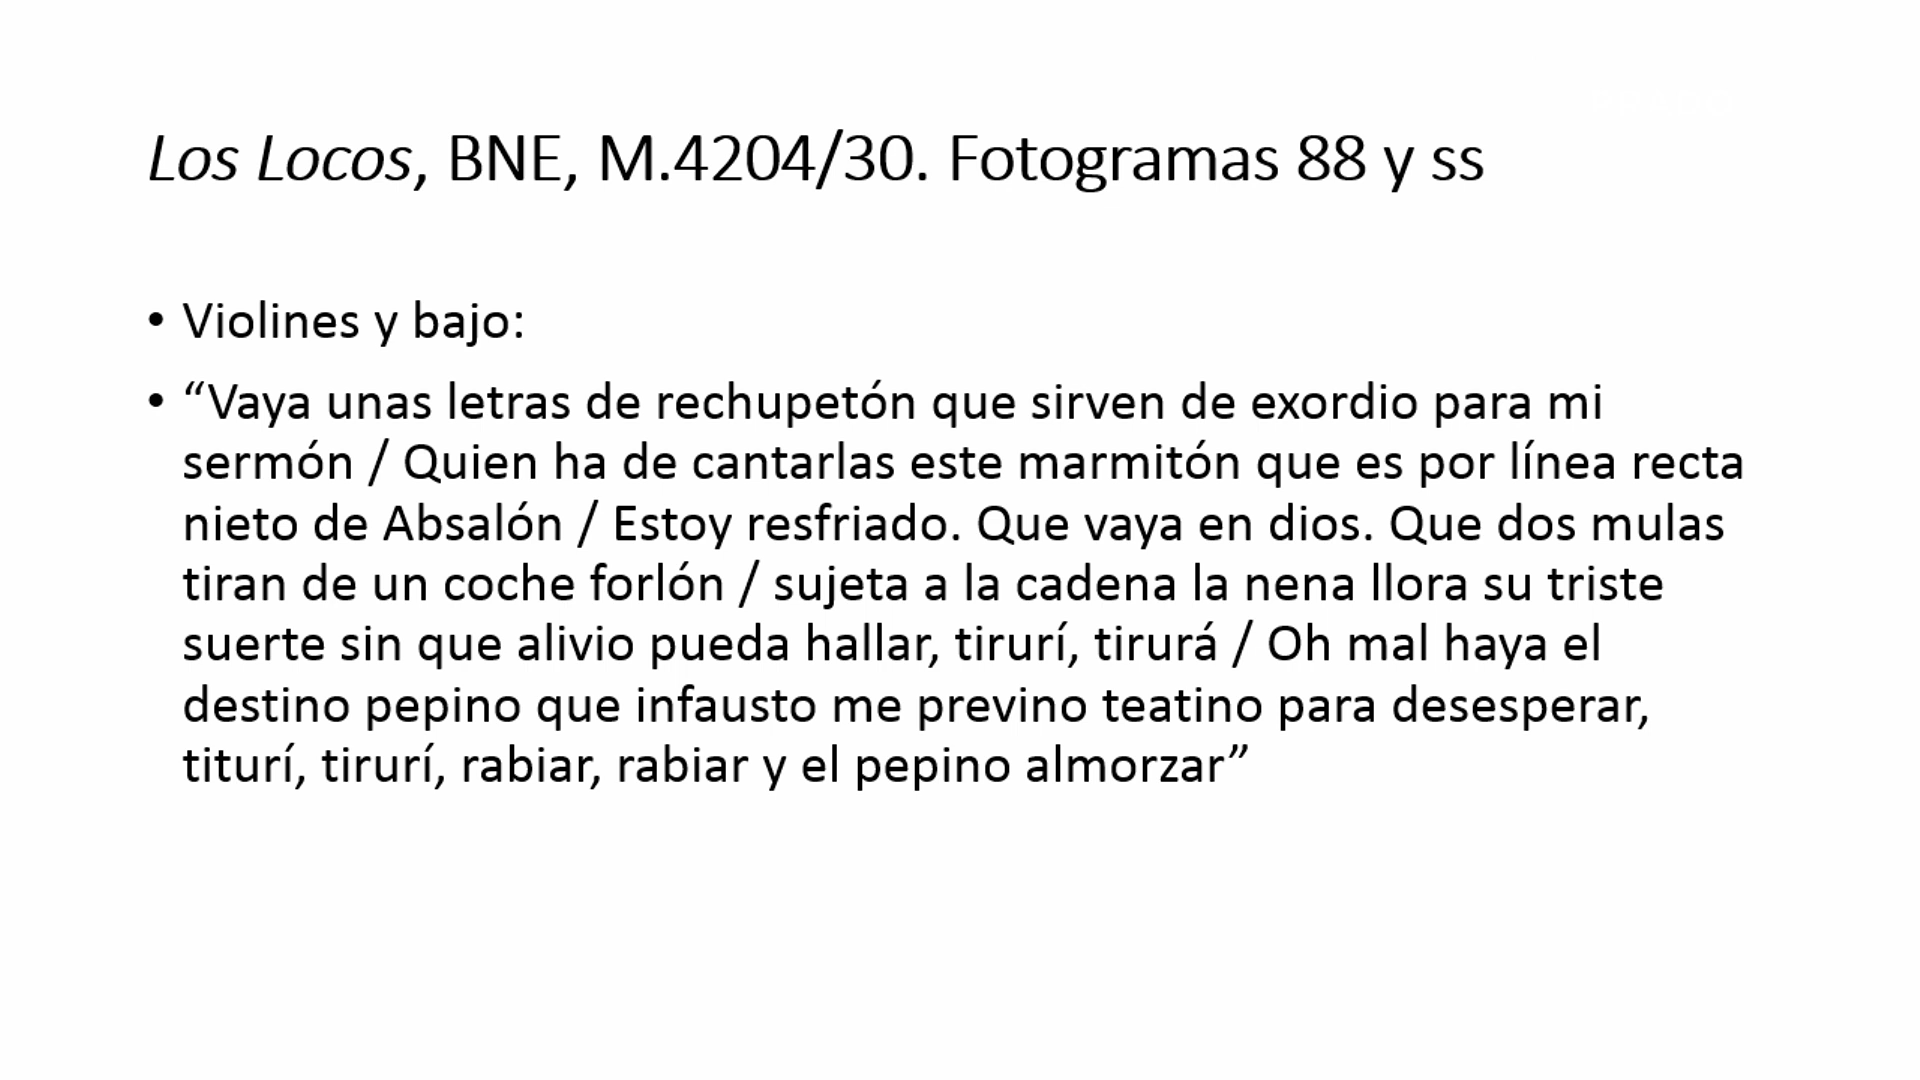 Los Locos, BNE, M.4204/30. Fotogramas 88 y ss
• Violines y bajo:
• “Vaya unas letras de rechupetón que sirven de exordio para mi
sermón / Quien ha de cantarlas este marmitón que es por línea recta
nieto de Absalón / Estoy resfriado. Que vaya en dios. Que dos mulas
tiran de un coche forlón / sujeta a la cadena la nena llora su triste
suerte sin que alivio pueda hallar, tirurí, tirurá / Oh mal haya el
destino pepino que infausto me previno teatino para desesperar,
titurí, tirurí, rabiar, rabiar y el pepino almorzar”